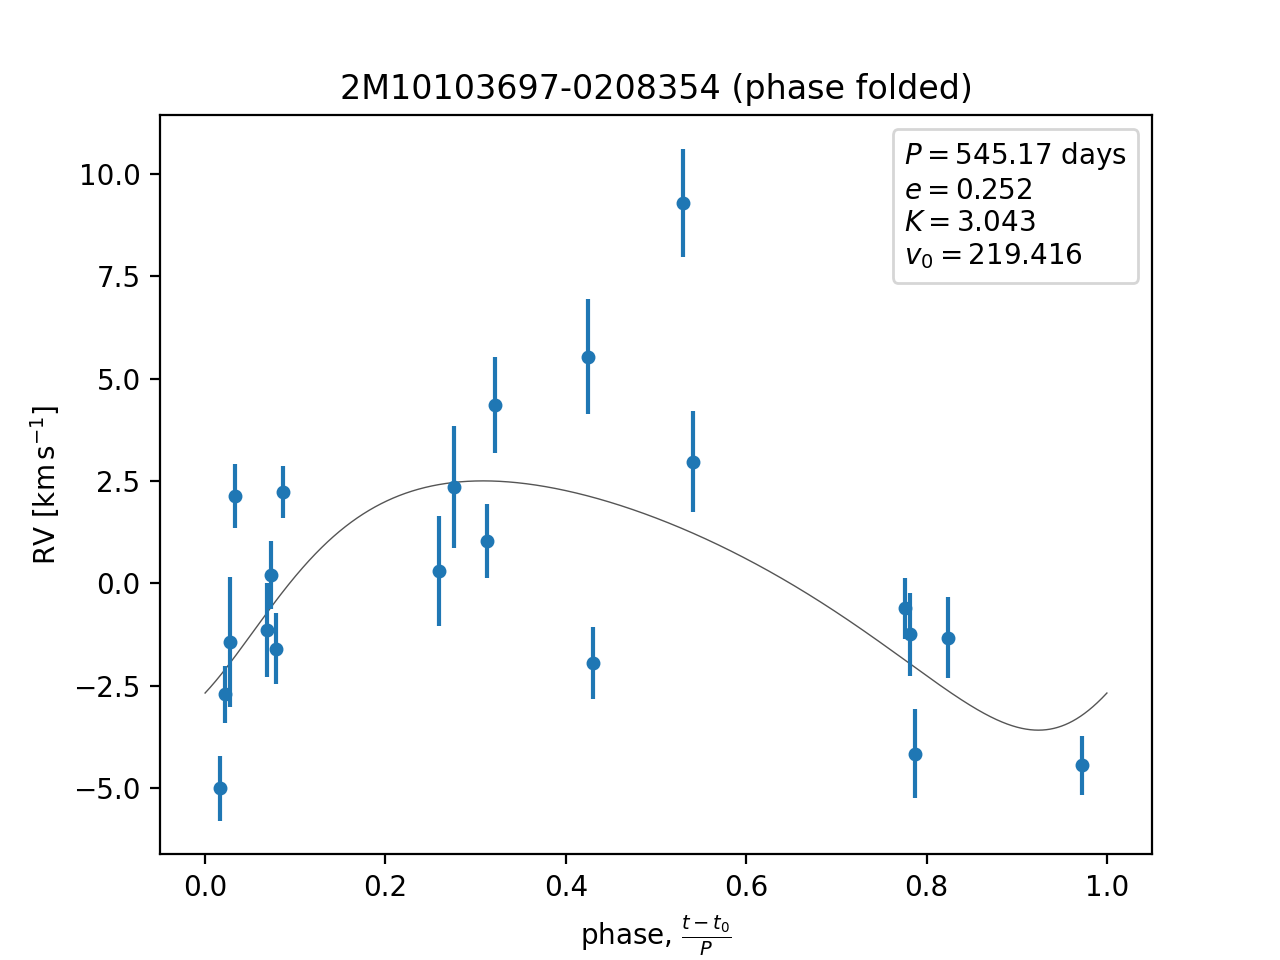 2M10103697-0208354 (phase folded)
P = 545.17 days
e = 0.252
K = 3.043
v₀ = 219.416
10.0
7.5
5.0
2.5
0.0
−2.5
−5.0
RV [km s⁻¹]
0.0 0.2 0.4 0.6 0.8 1.0
phase, (t − t₀)/P